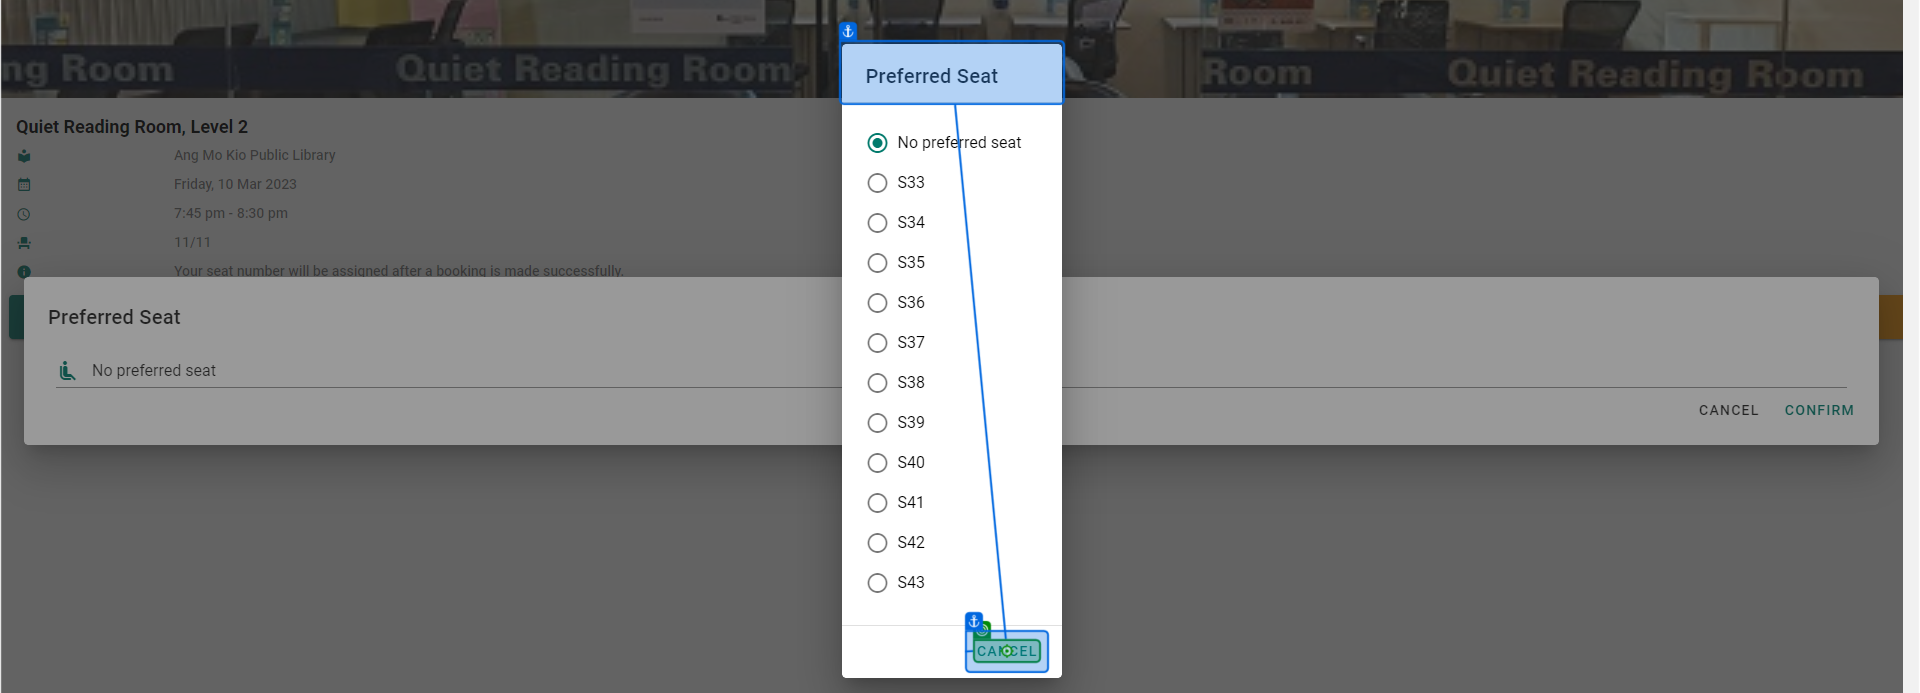 ng Room
Quiet Reading Room
Room
Quiet Reading Room
Quiet Reading Room, Level 2
Ang Mo Kio Public Library
Friday, 10 Mar 2023
7:45 pm - 8:30 pm
11/11
Your seat number will be assigned after a booking is made successfully.
Preferred Seat
No preferred seat
CANCEL CONFIRM
Preferred Seat
No preferred seat
S33
S34
S35
S36
S37
S38
S39
S40
S41
S42
S43
CANCEL